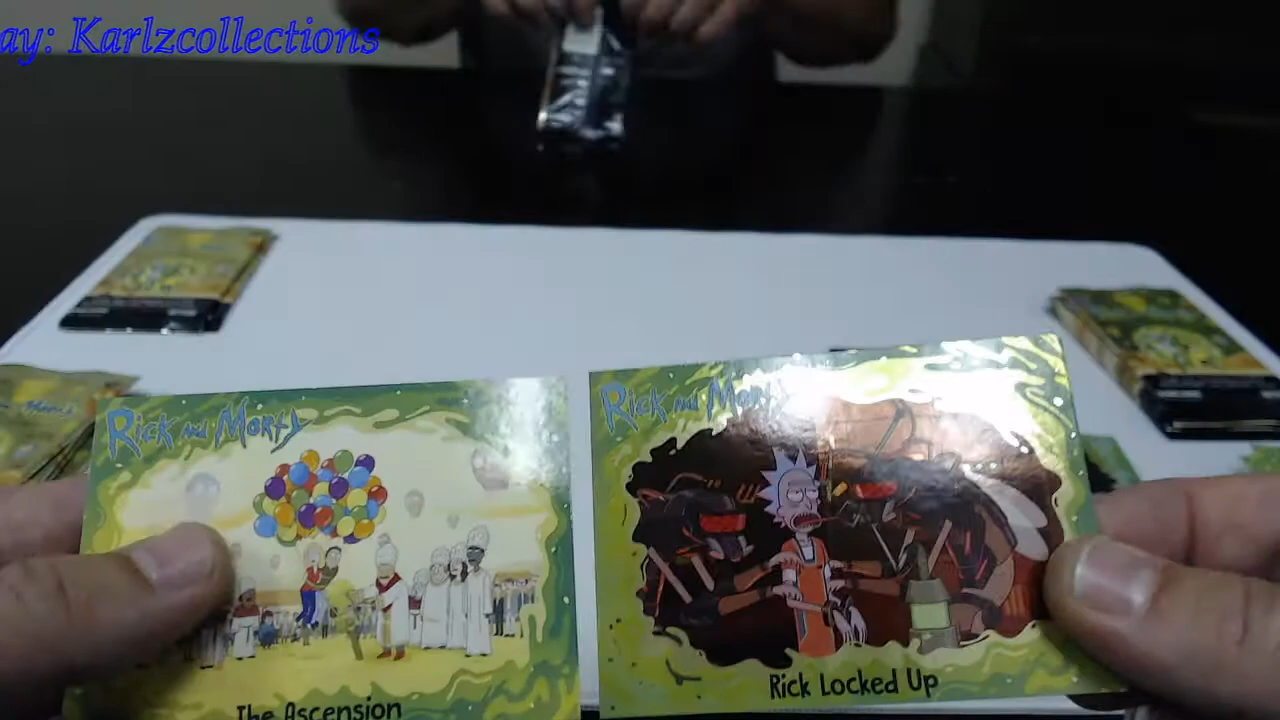 ay: Karlzcollections
Rick and Morty
The Ascension
Rick and Morty
Rick Locked Up